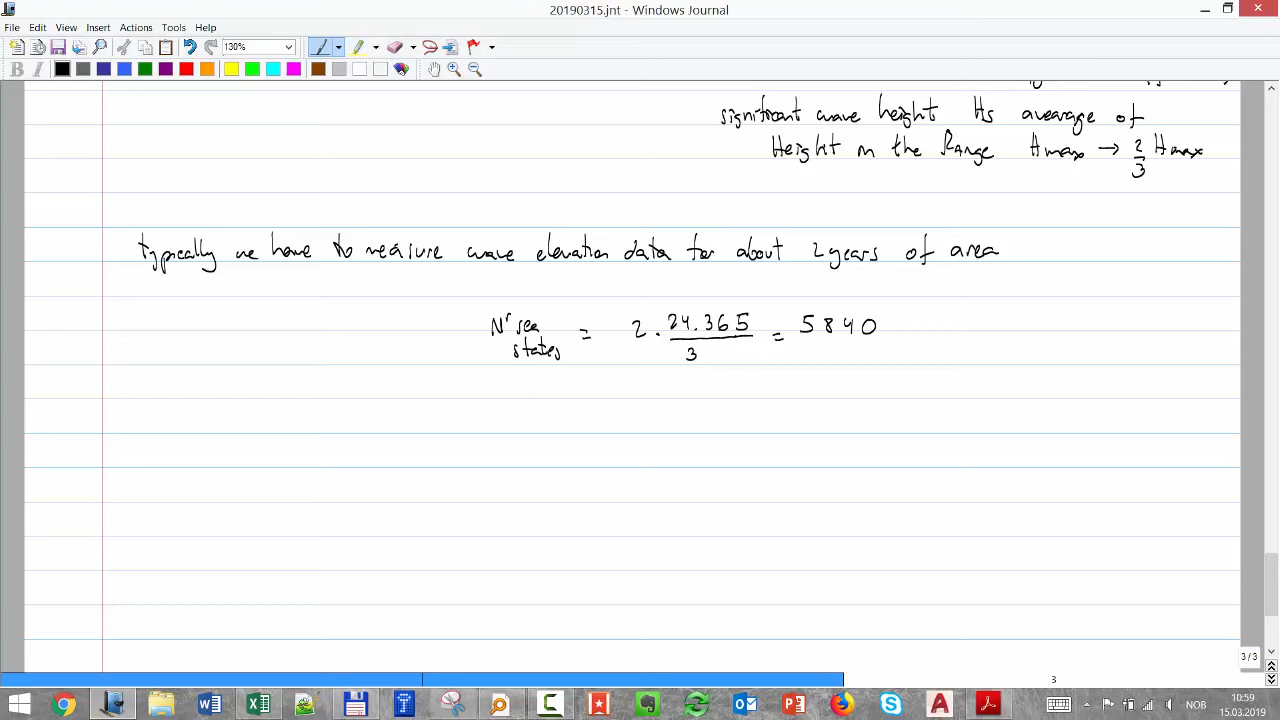 20190315.jnt - Windows Journal
File Edit View Insert Actions Tools Help
130%
B I
significant wave height Hs avearage of
Height in the Range Hmax → 2/3 Hmax
typically we have to measure wave elevation data for about 2 years of area
Nr sea states = 2 . 24.365 / 3 = 5840
3 / 3
3
10:59
NOB
15.03.2019